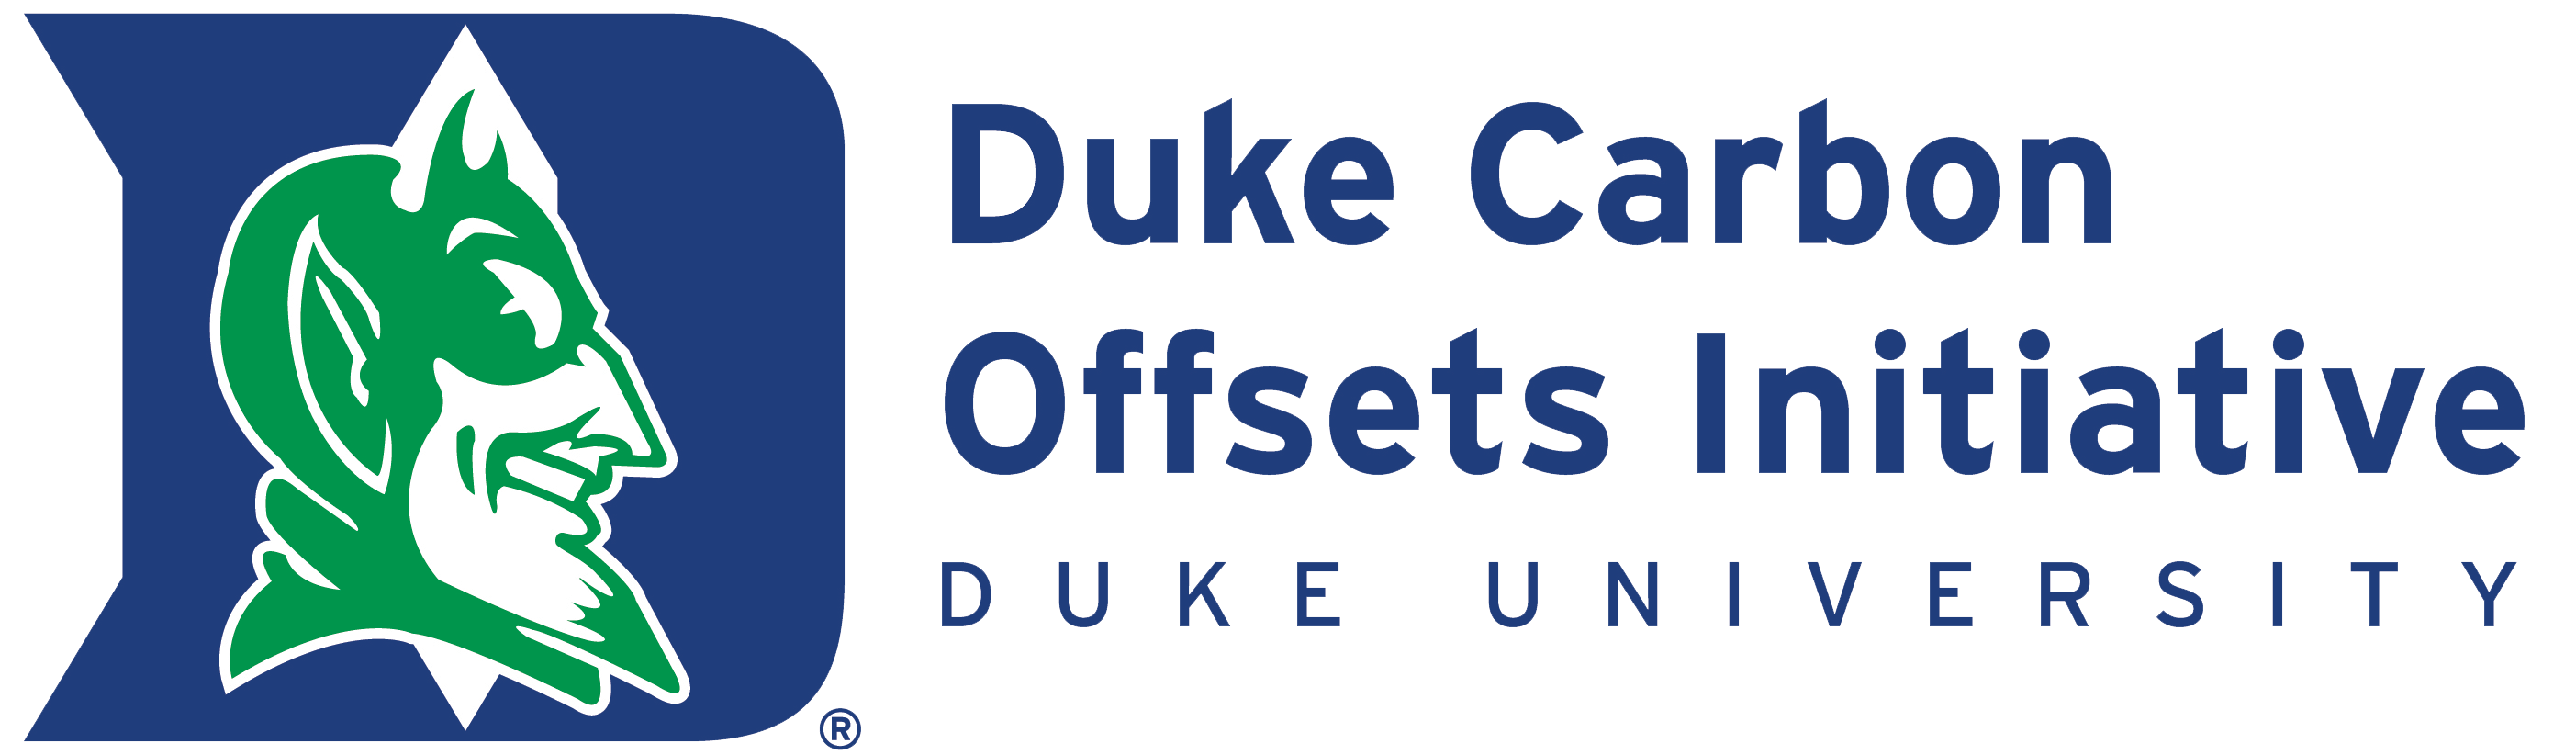 Duke Carbon
Offsets Initiative
DUKE UNIVERSITY
®